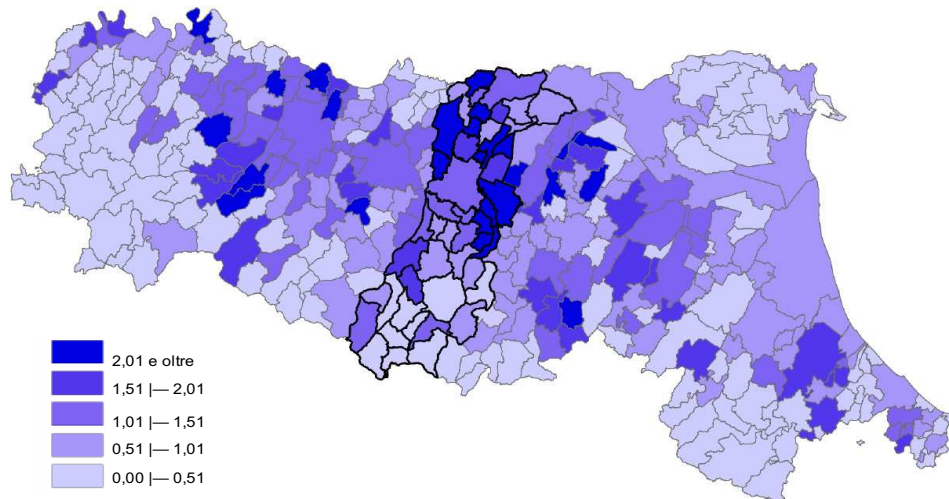 2,01 e oltre
1,51 |— 2,01
1,01 |— 1,51
0,51 |— 1,01
0,00 |— 0,51